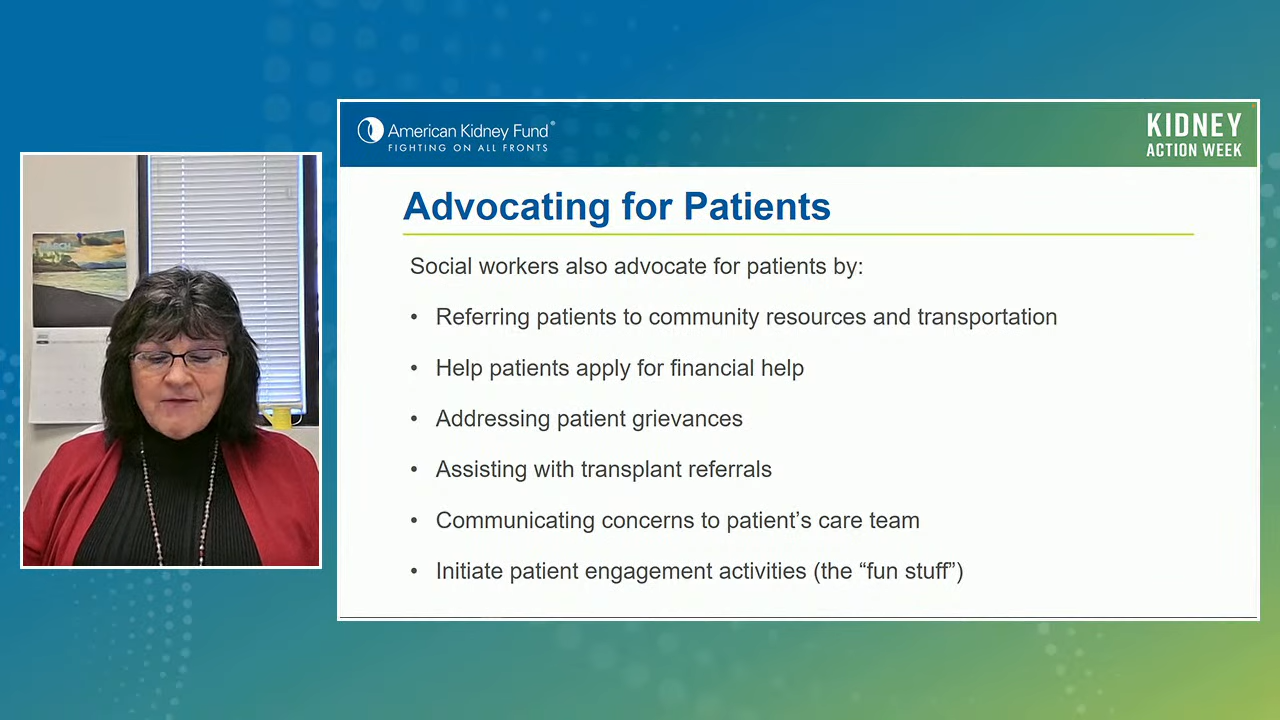 American Kidney Fund®
FIGHTING ON ALL FRONTS
KIDNEY
ACTION WEEK
Advocating for Patients
Social workers also advocate for patients by:
• Referring patients to community resources and transportation
• Help patients apply for financial help
• Addressing patient grievances
• Assisting with transplant referrals
• Communicating concerns to patient’s care team
• Initiate patient engagement activities (the “fun stuff”)